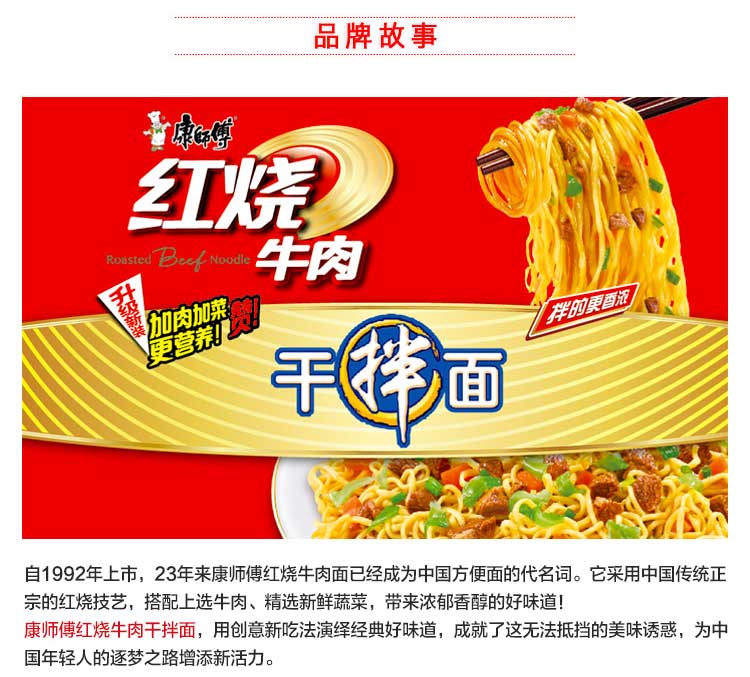 品牌故事
康師傅
红烧
Roasted Beef Noodle 牛肉
升级新装
加肉加菜
更营养！
赞！
拌的更香浓
干拌面
自1992年上市，23年来康师傅红烧牛肉面已经成为中国方便面的代名词。它采用中国传统正
宗的红烧技艺，搭配上选牛肉、精选新鲜蔬菜，带来浓郁香醇的好味道！
康师傅红烧牛肉干拌面，用创意新吃法演绎经典好味道，成就了这无法抵挡的美味诱惑，为中
国年轻人的逐梦之路增添新活力。